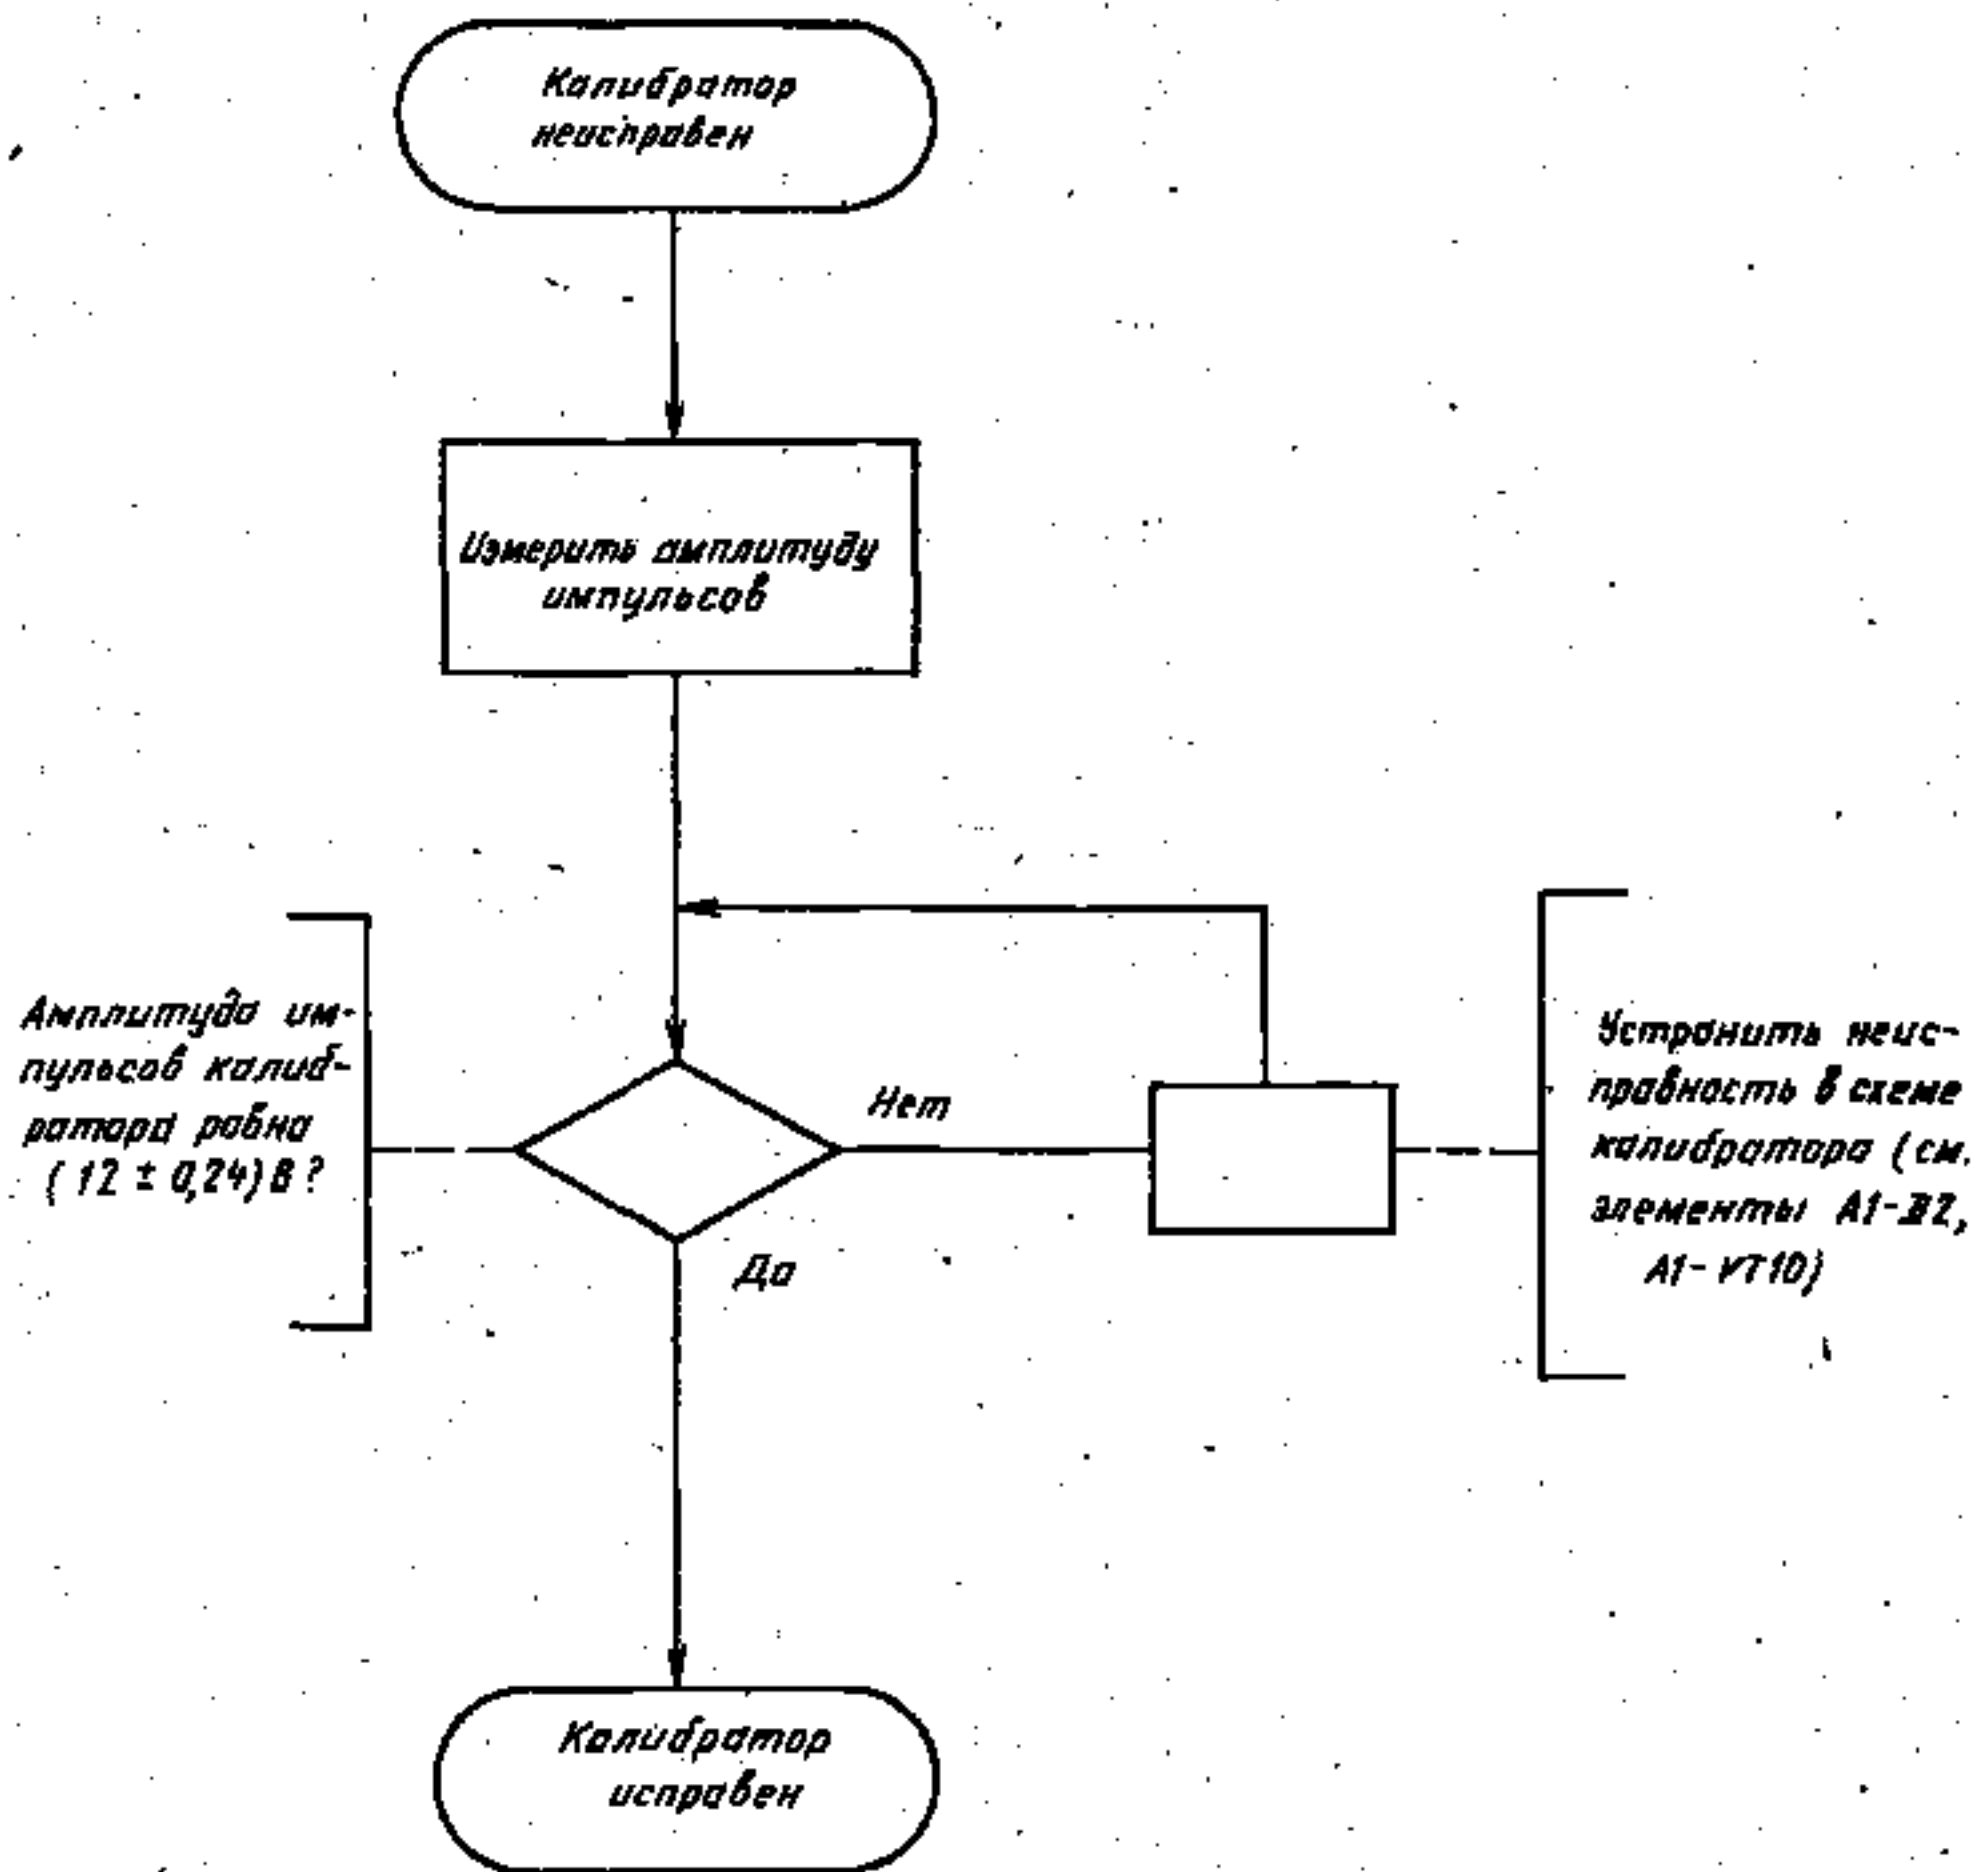 Калибратор
неисправен
Измерить амплитуду
импульсов
Амплитуда им-
пульсов калиб-
ратора равна
(12 ± 0,24)В?
Нет
Да
Устранить неис-
правность в схеме
калибратора (см.
элементы
А1-VT10)
Калибратор
исправен